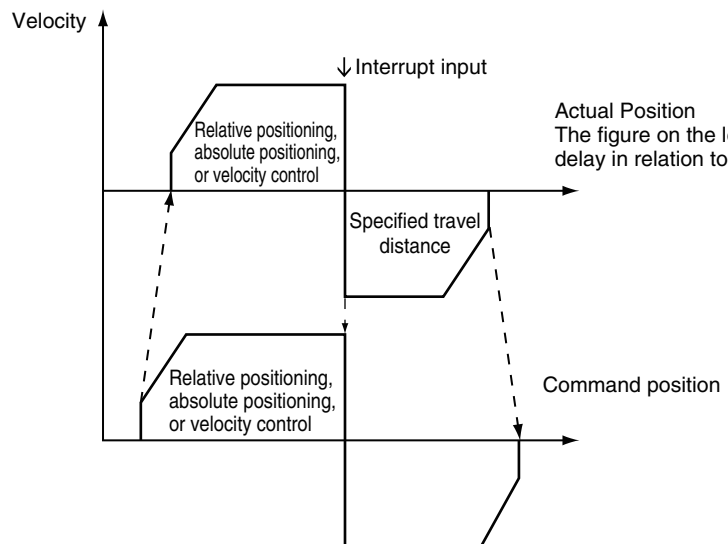 Velocity
↓ Interrupt input
Relative positioning,
absolute positioning,
or velocity control
Actual Position
The figure on the
delay in relation to
Specified travel
distance
Relative positioning,
absolute positioning,
or velocity control
Command position